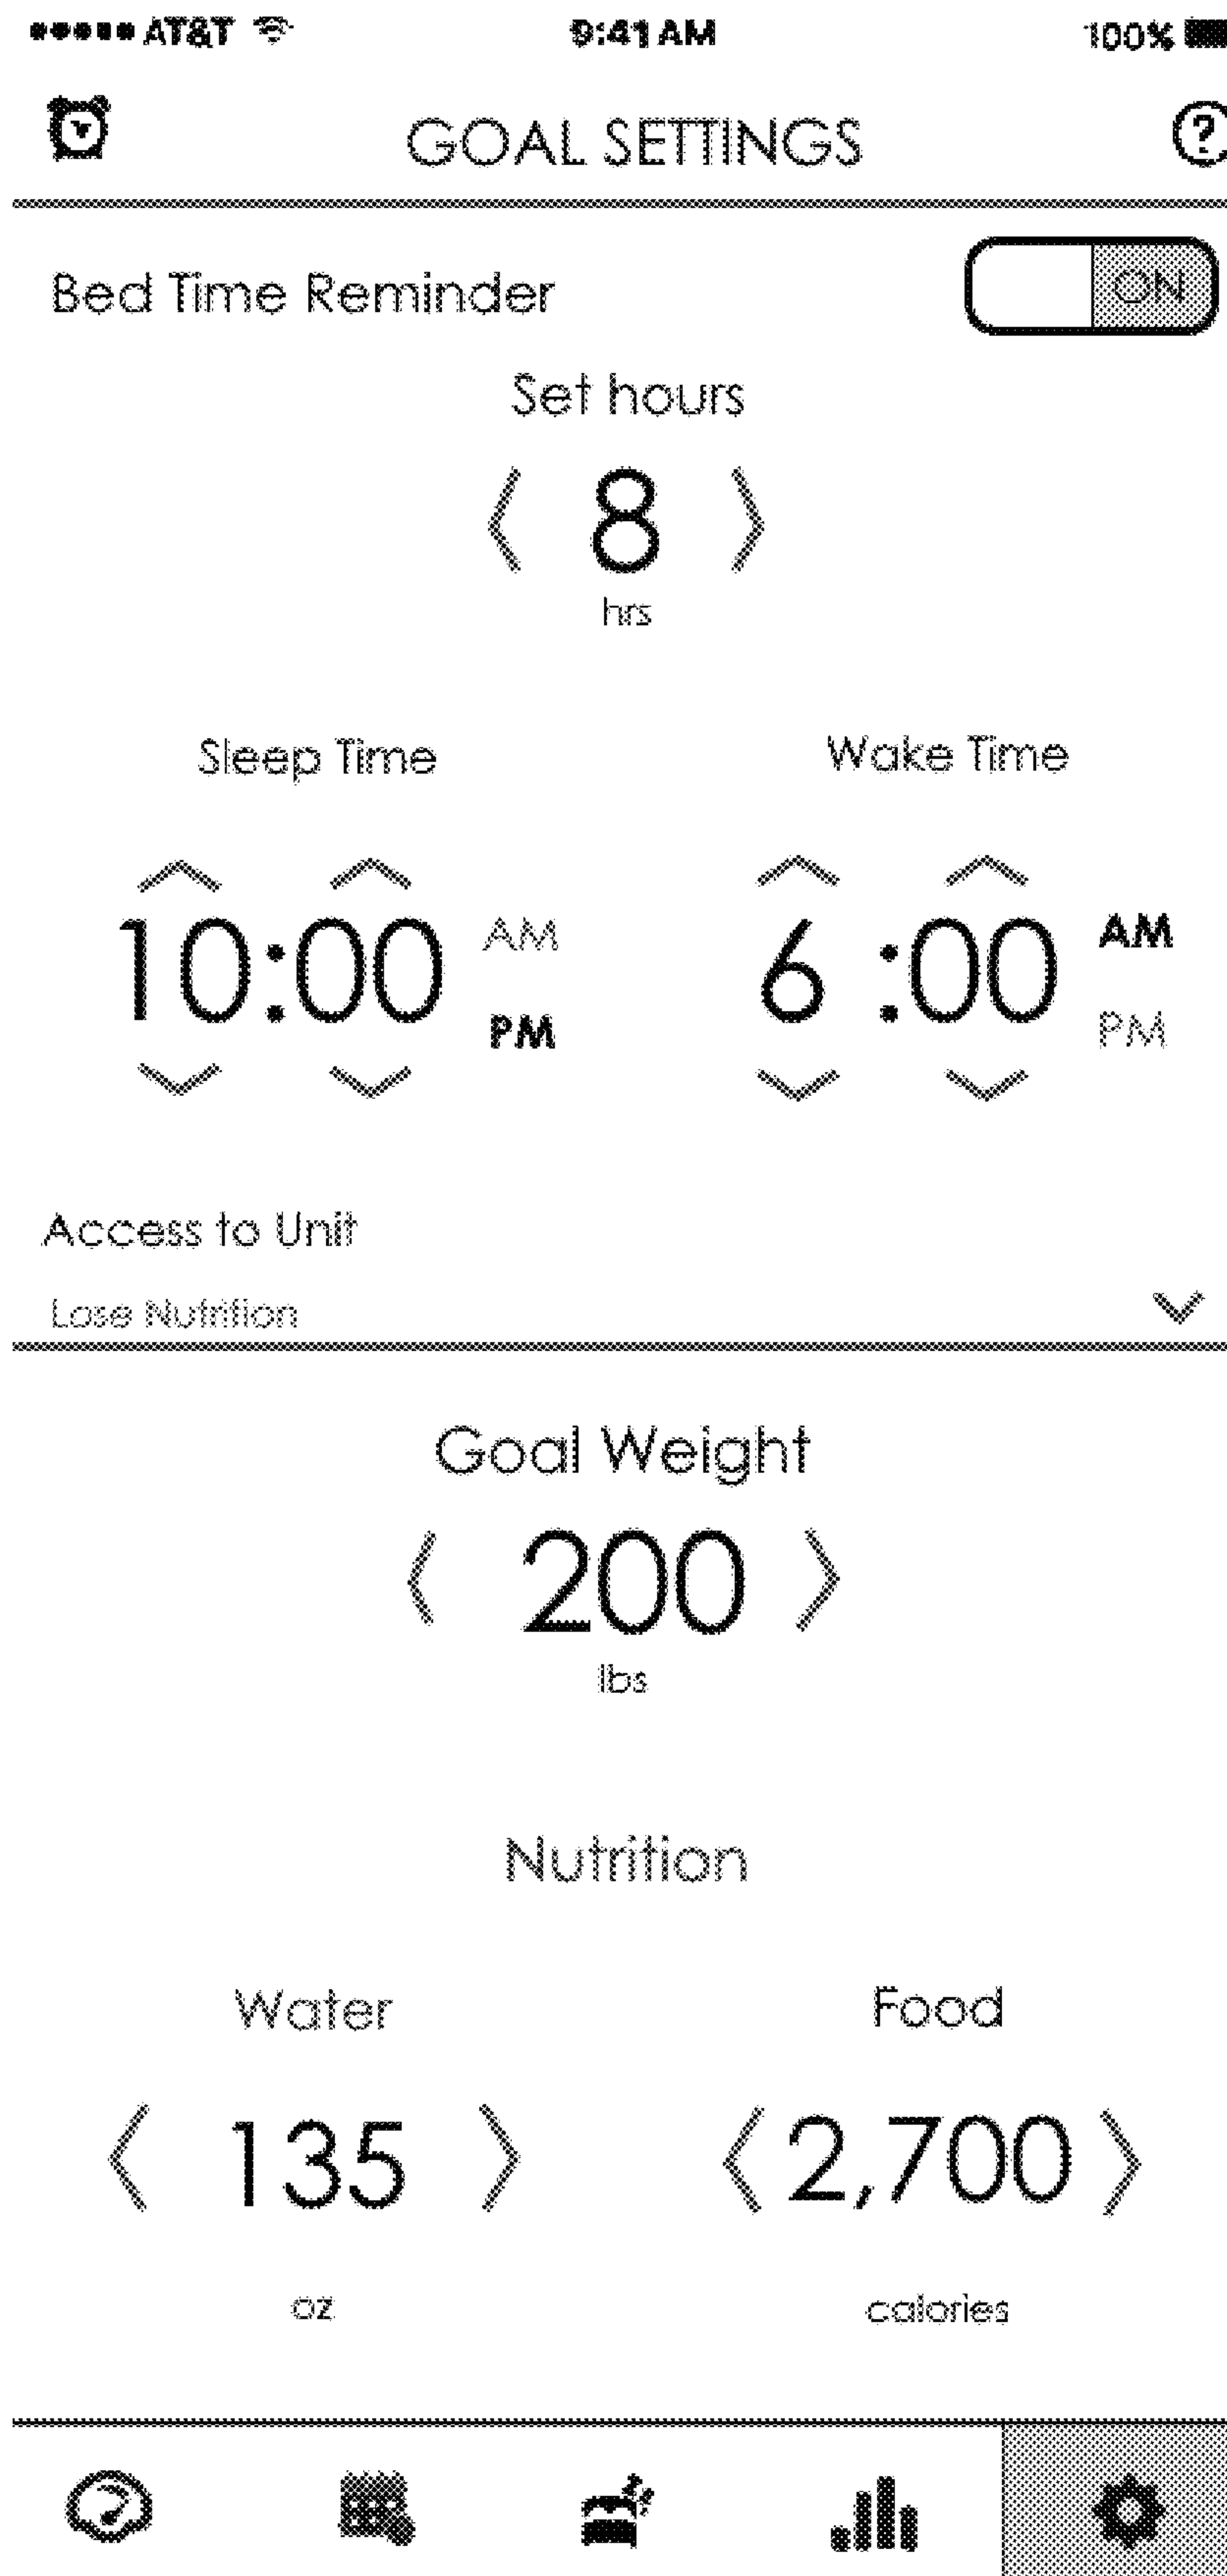 AT&T 9:41 AM 100%
GOAL SETTINGS ?
Bed Time Reminder ON
Set hours
8
hrs
Sleep Time Wake Time
10:00 AM PM 6 :00 AM PM
Access to Unit
Lose Nutrition
Goal Weight
200
lbs
Nutrition
Water Food
135 2,700
oz calories